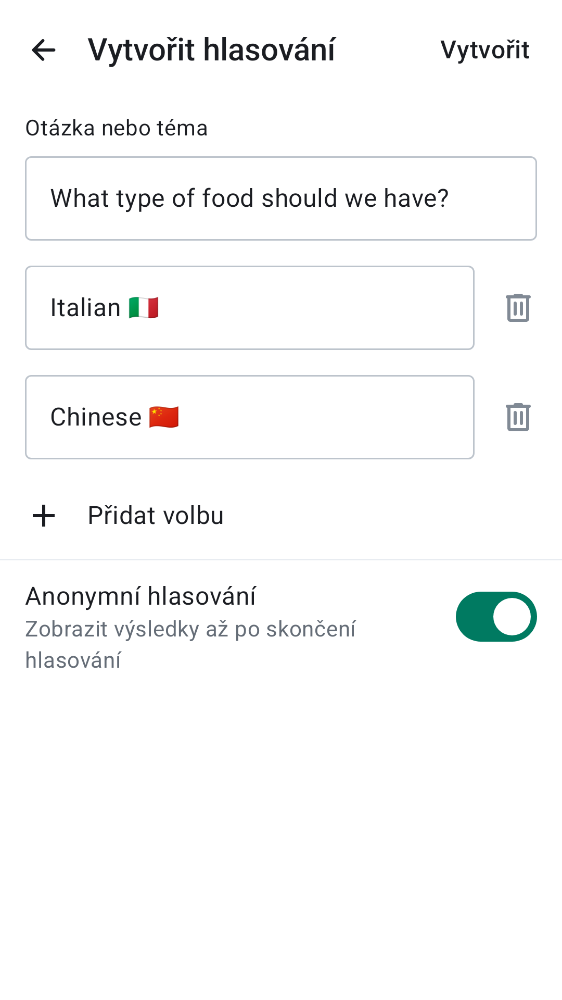 Vytvořit hlasování
Vytvořit
Otázka nebo téma
What type of food should we have?
Italian 🇮🇹
Chinese 🇨🇳
Přidat volbu
Anonymní hlasování
Zobrazit výsledky až po skončení
hlasování